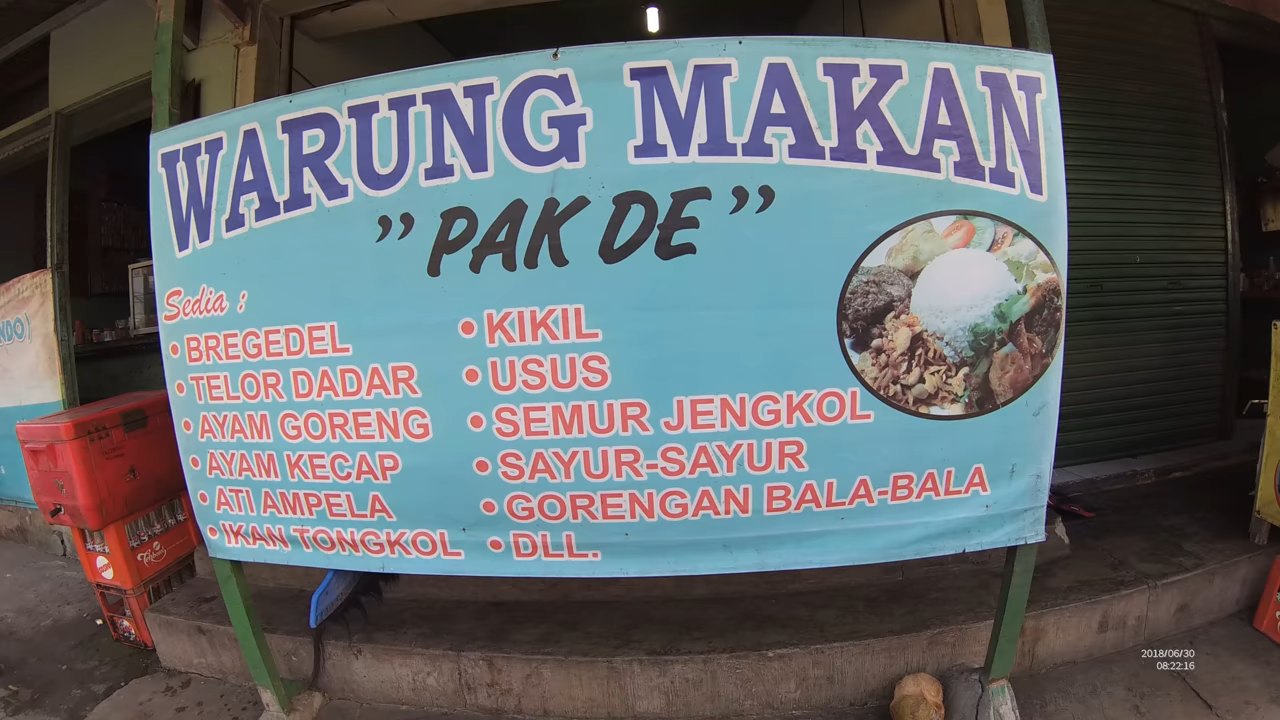 WARUNG MAKAN
"PAK DE"
Sedia :
• BREGEDEL
• TELOR DADAR
• AYAM GORENG
• AYAM KECAP
• ATI AMPELA
• IKAN TONGKOL
• KIKIL
• USUS
• SEMUR JENGKOL
• SAYUR-SAYUR
• GORENGAN BALA-BALA
• DLL.
NDO)
2018/06/30
08:22:16